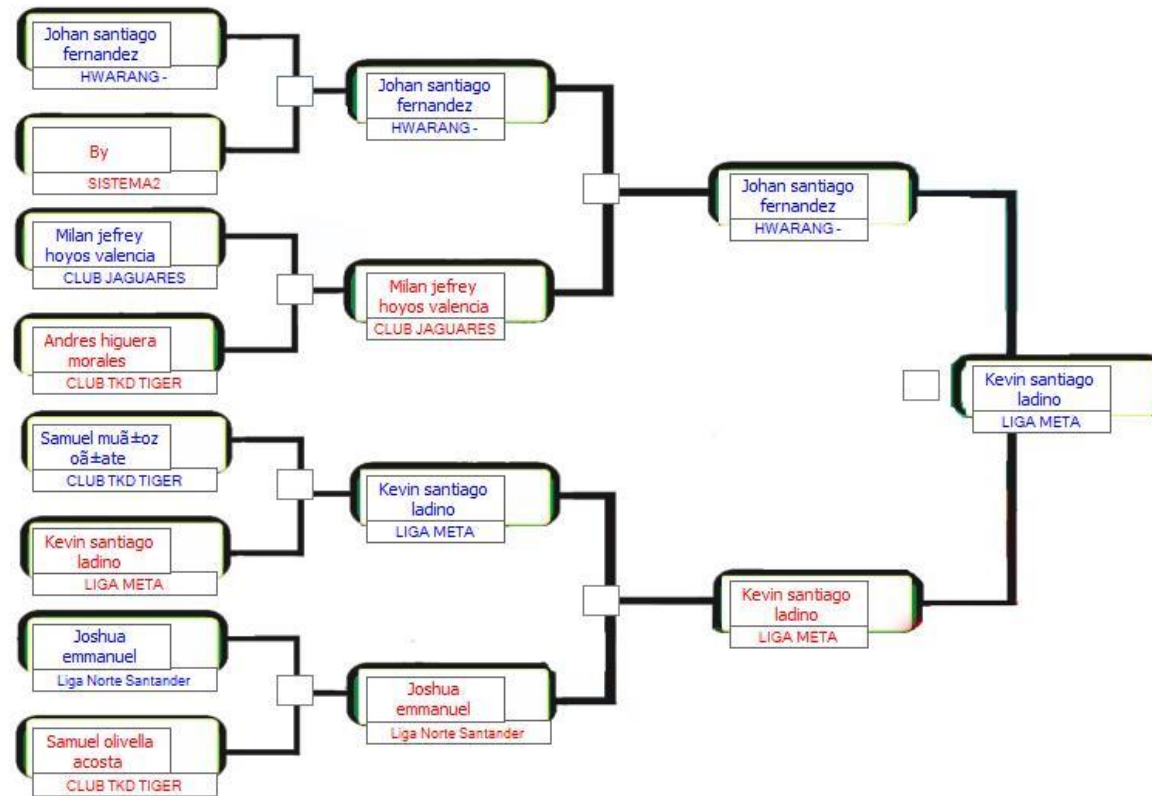 Johan santiago
fernandez
HWARANG -
By
SISTEMA2
Milan jefrey
hoyos valencia
CLUB JAGUARES
Andres higuera
morales
CLUB TKD TIGER
Samuel muã±oz
oã±ate
CLUB TKD TIGER
Kevin santiago
ladino
LIGA META
Joshua
emmanuel
Liga Norte Santander
Samuel olivella
acosta
CLUB TKD TIGER
Johan santiago
fernandez
HWARANG -
Milan jefrey
hoyos valencia
CLUB JAGUARES
Kevin santiago
ladino
LIGA META
Joshua
emmanuel
Liga Norte Santander
Johan santiago
fernandez
HWARANG -
Kevin santiago
ladino
LIGA META
Kevin santiago
ladino
LIGA META